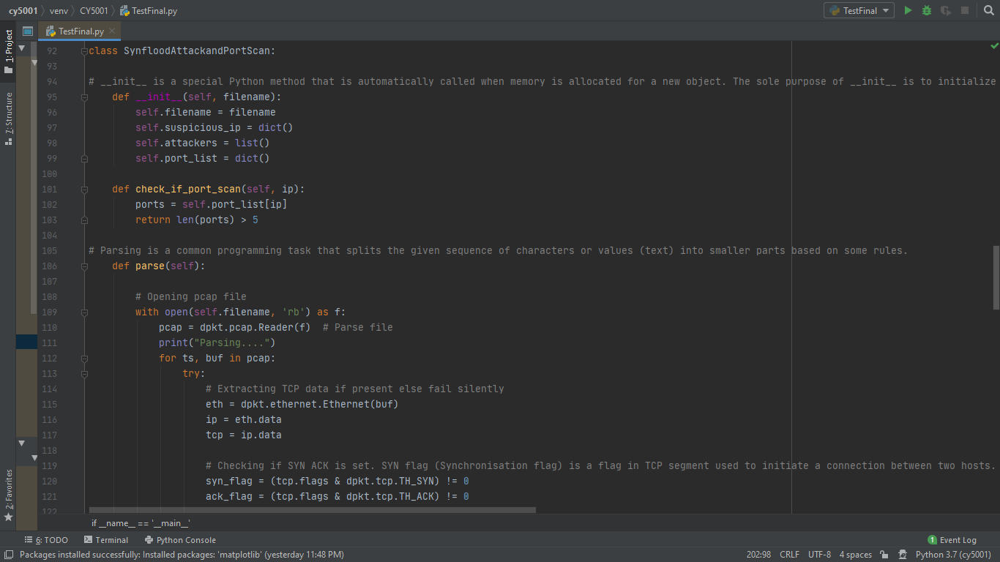 cy5001 venv CY5001 TestFinal.py TestFinal
1: Project
7: Structure
2: Favorites
TestFinal.py
92 class SynfloodAttackandPortScan:
93
94 # __init__ is a special Python method that is automatically called when memory is allocated for a new object. The sole purpose of __init__ is to initialize
95 def __init__(self, filename):
96 self.filename = filename
97 self.suspicious_ip = dict()
98 self.attackers = list()
99 self.port_list = dict()
100
101 def check_if_port_scan(self, ip):
102 ports = self.port_list[ip]
103 return len(ports) > 5
104
105 # Parsing is a common programming task that splits the given sequence of characters or values (text) into smaller parts based on some rules.
106 def parse(self):
107
108 # Opening pcap file
109 with open(self.filename, 'rb') as f:
110 pcap = dpkt.pcap.Reader(f)  # Parse file
111 print("Parsing....")
112 for ts, buf in pcap:
113 try:
114 # Extracting TCP data if present else fail silently
115 eth = dpkt.ethernet.Ethernet(buf)
116 ip = eth.data
117 tcp = ip.data
118
119 # Checking if SYN ACK is set. SYN flag (Synchronisation flag) is a flag in TCP segment used to initiate a connection between two hosts.
120 syn_flag = (tcp.flags & dpkt.tcp.TH_SYN) != 0
121 ack_flag = (tcp.flags & dpkt.tcp.TH_ACK) != 0
122
if __name__ == '__main__'
6: TODO Terminal Python Console 1 Event Log
Packages installed successfully: Installed packages: 'matplotlib' (yesterday 11:48 PM) 202:98 CRLF UTF-8 4 spaces Python 3.7 (cy5001)